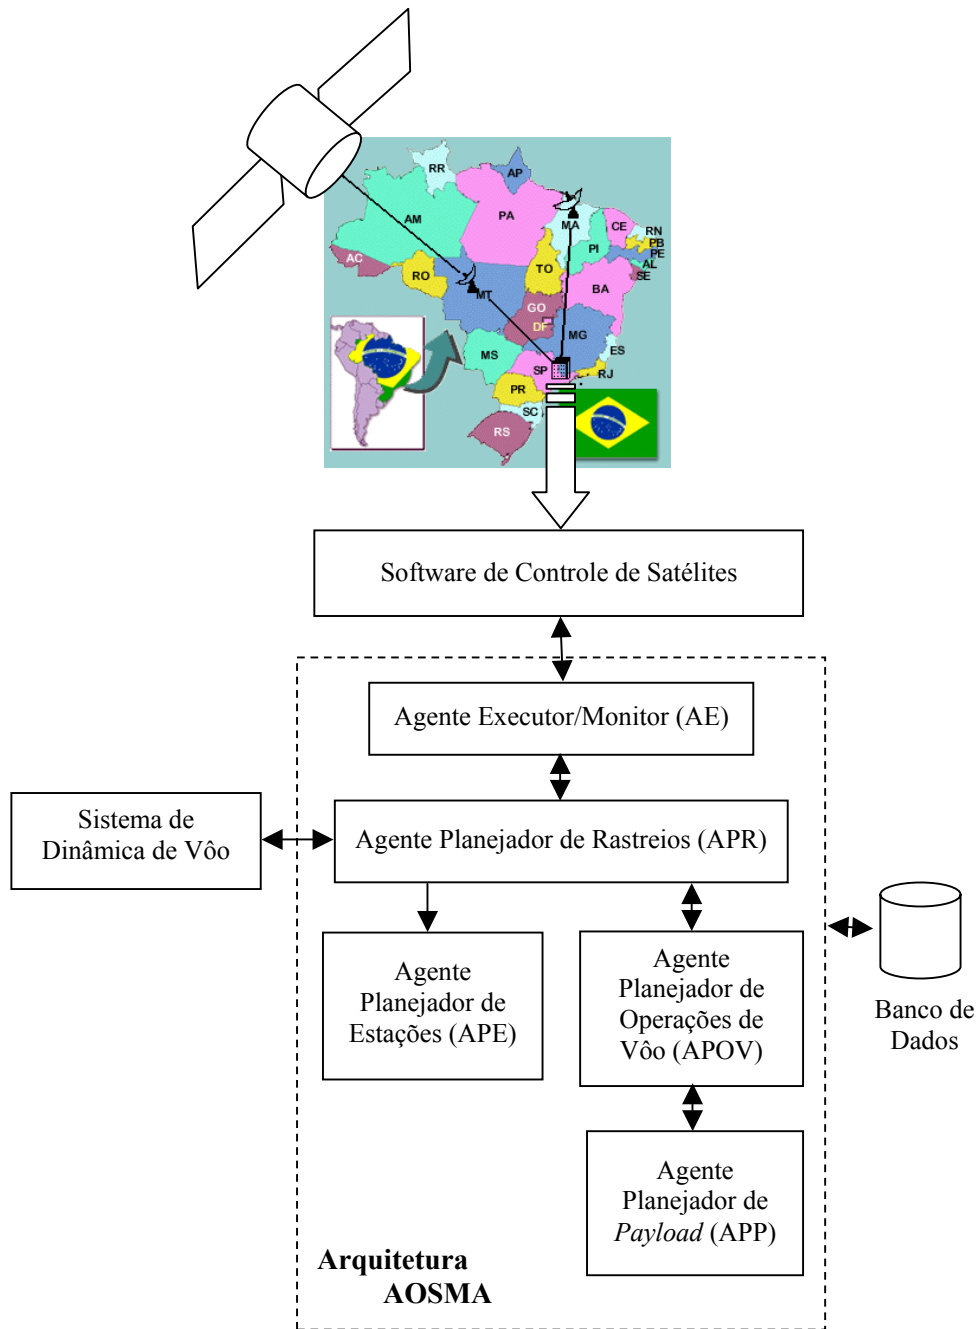 RR
AP
AM
PA
MA
CE
RN
PB
PE
AL
SE
PI
AC
RO
TO
BA
MT
GO
DF
MG
ES
MS
SP
RJ
PR
SC
RS
Software de Controle de Satélites
Agente Executor/Monitor (AE)
Sistema de
Dinâmica de Vôo
Agente Planejador de Rastreios (APR)
Agente
Planejador de
Estações (APE)
Agente
Planejador de
Operações de
Vôo (APOV)
Banco de
Dados
Agente
Planejador de
Payload (APP)
Arquitetura
AOSMA